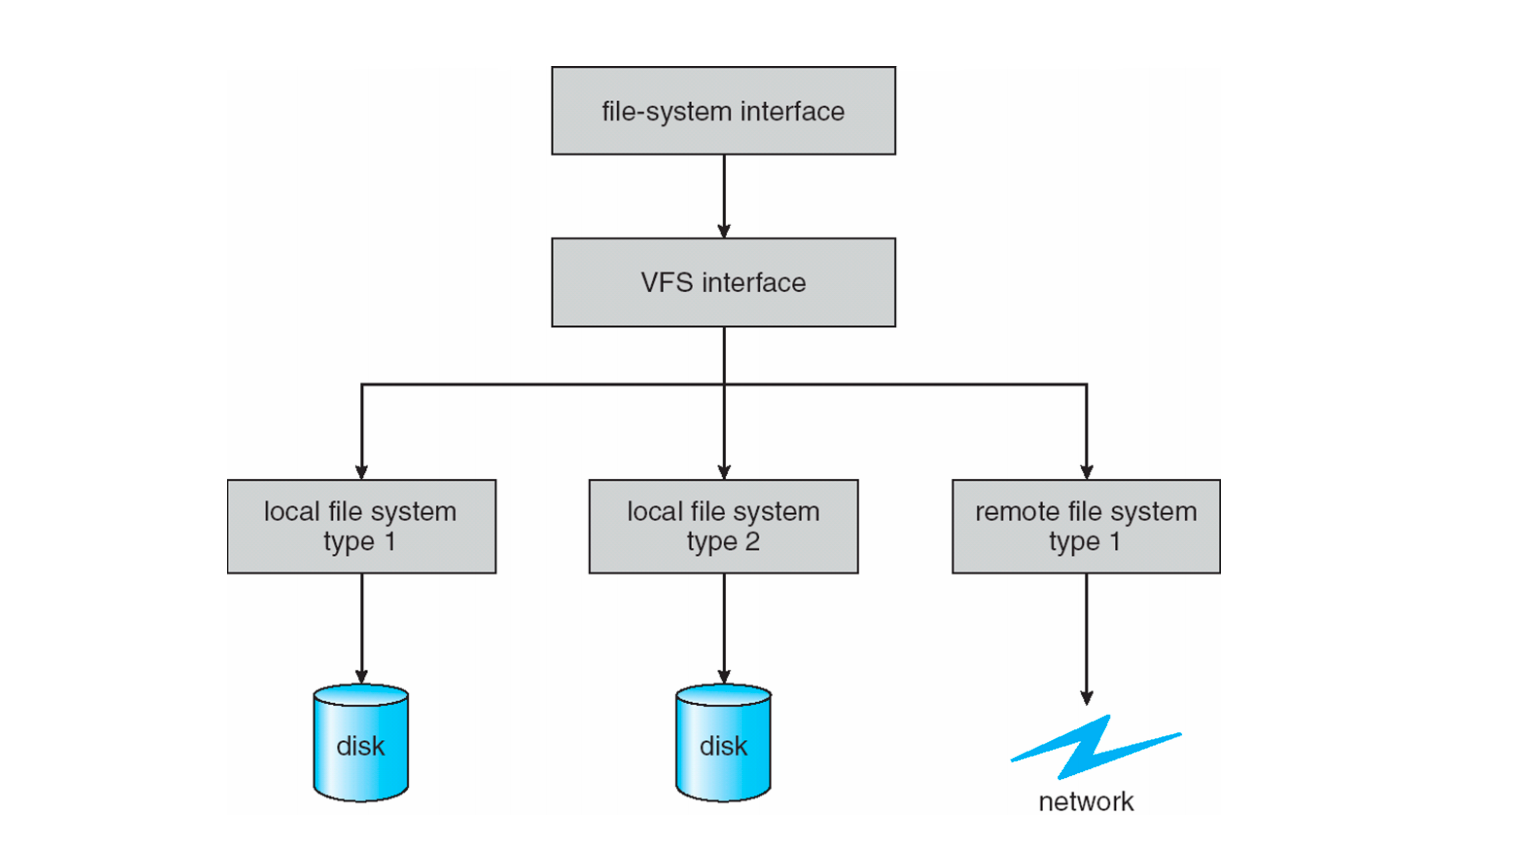 file-system interface
VFS interface
local file system
type 1
local file system
type 2
remote file system
type 1
disk
disk
network